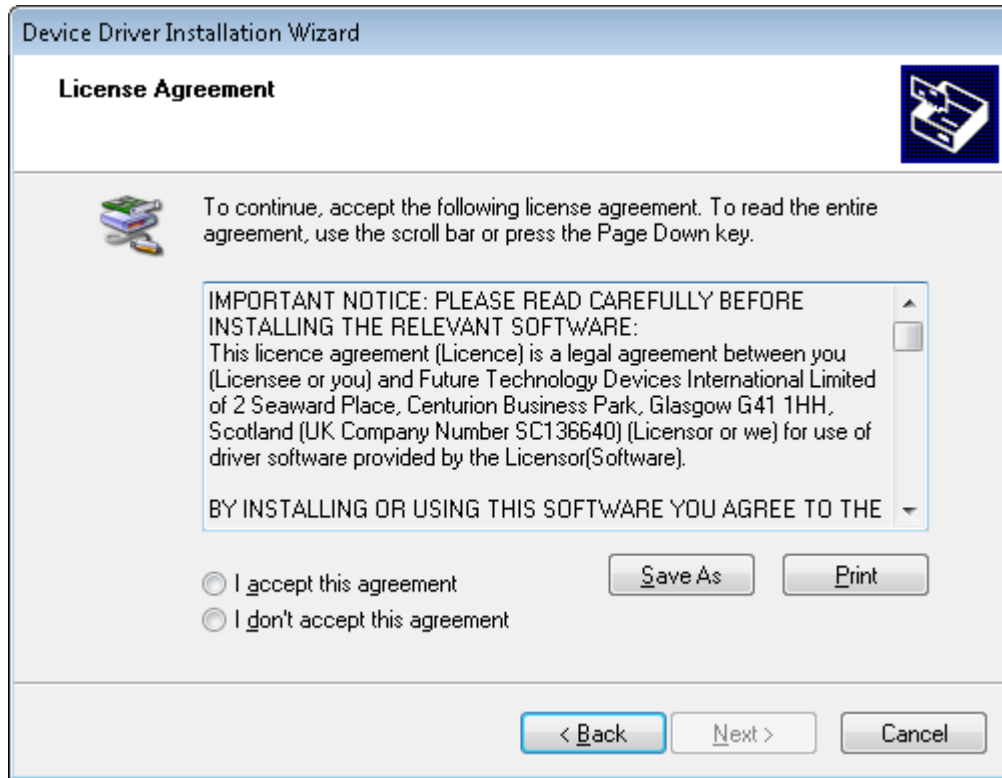 Device Driver Installation Wizard
License Agreement
To continue, accept the following license agreement. To read the entire
agreement, use the scroll bar or press the Page Down key.
IMPORTANT NOTICE: PLEASE READ CAREFULLY BEFORE
INSTALLING THE RELEVANT SOFTWARE:
This licence agreement (Licence) is a legal agreement between you
(Licensee or you) and Future Technology Devices International Limited
of 2 Seaward Place, Centurion Business Park, Glasgow G41 1HH,
Scotland (UK Company Number SC136640) (Licensor or we) for use of
driver software provided by the Licensor(Software).
BY INSTALLING OR USING THIS SOFTWARE YOU AGREE TO THE
I accept this agreement
Save As
Print
I don't accept this agreement
< Back
Next >
Cancel